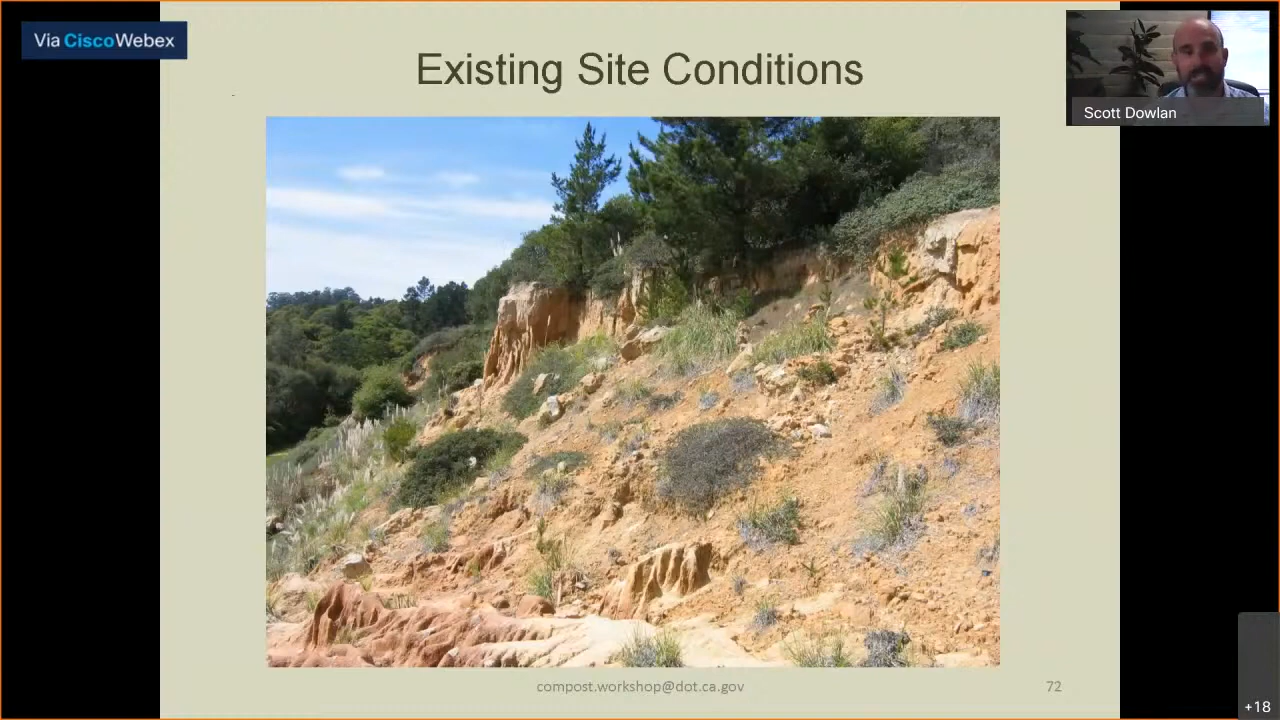 Via CiscoWebex
Existing Site Conditions
Scott Dowlan
compost.workshop@dot.ca.gov
72
+18